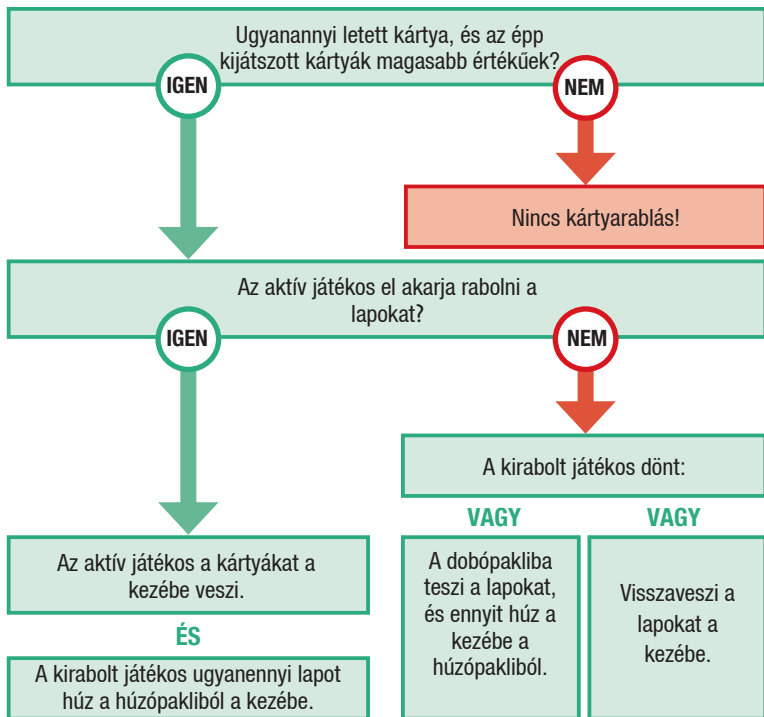 Ugyanannyi letett kártya, és az épp
kijátszott kártyák magasabb értékűek?
IGEN
NEM
Nincs kártyarablás!
Az aktív játékos el akarja rabolni a
lapokat?
IGEN
NEM
A kirabolt játékos dönt:
VAGY
VAGY
Az aktív játékos a kártyákat a
kezébe veszi.
ÉS
A kirabolt játékos ugyanennyi lapot
húz a húzópakliból a kezébe.
A dobópakliba
teszi a lapokat,
és ennyit húz a
kezébe a
húzópakliból.
Visszaveszi a
lapokat a
kezébe.